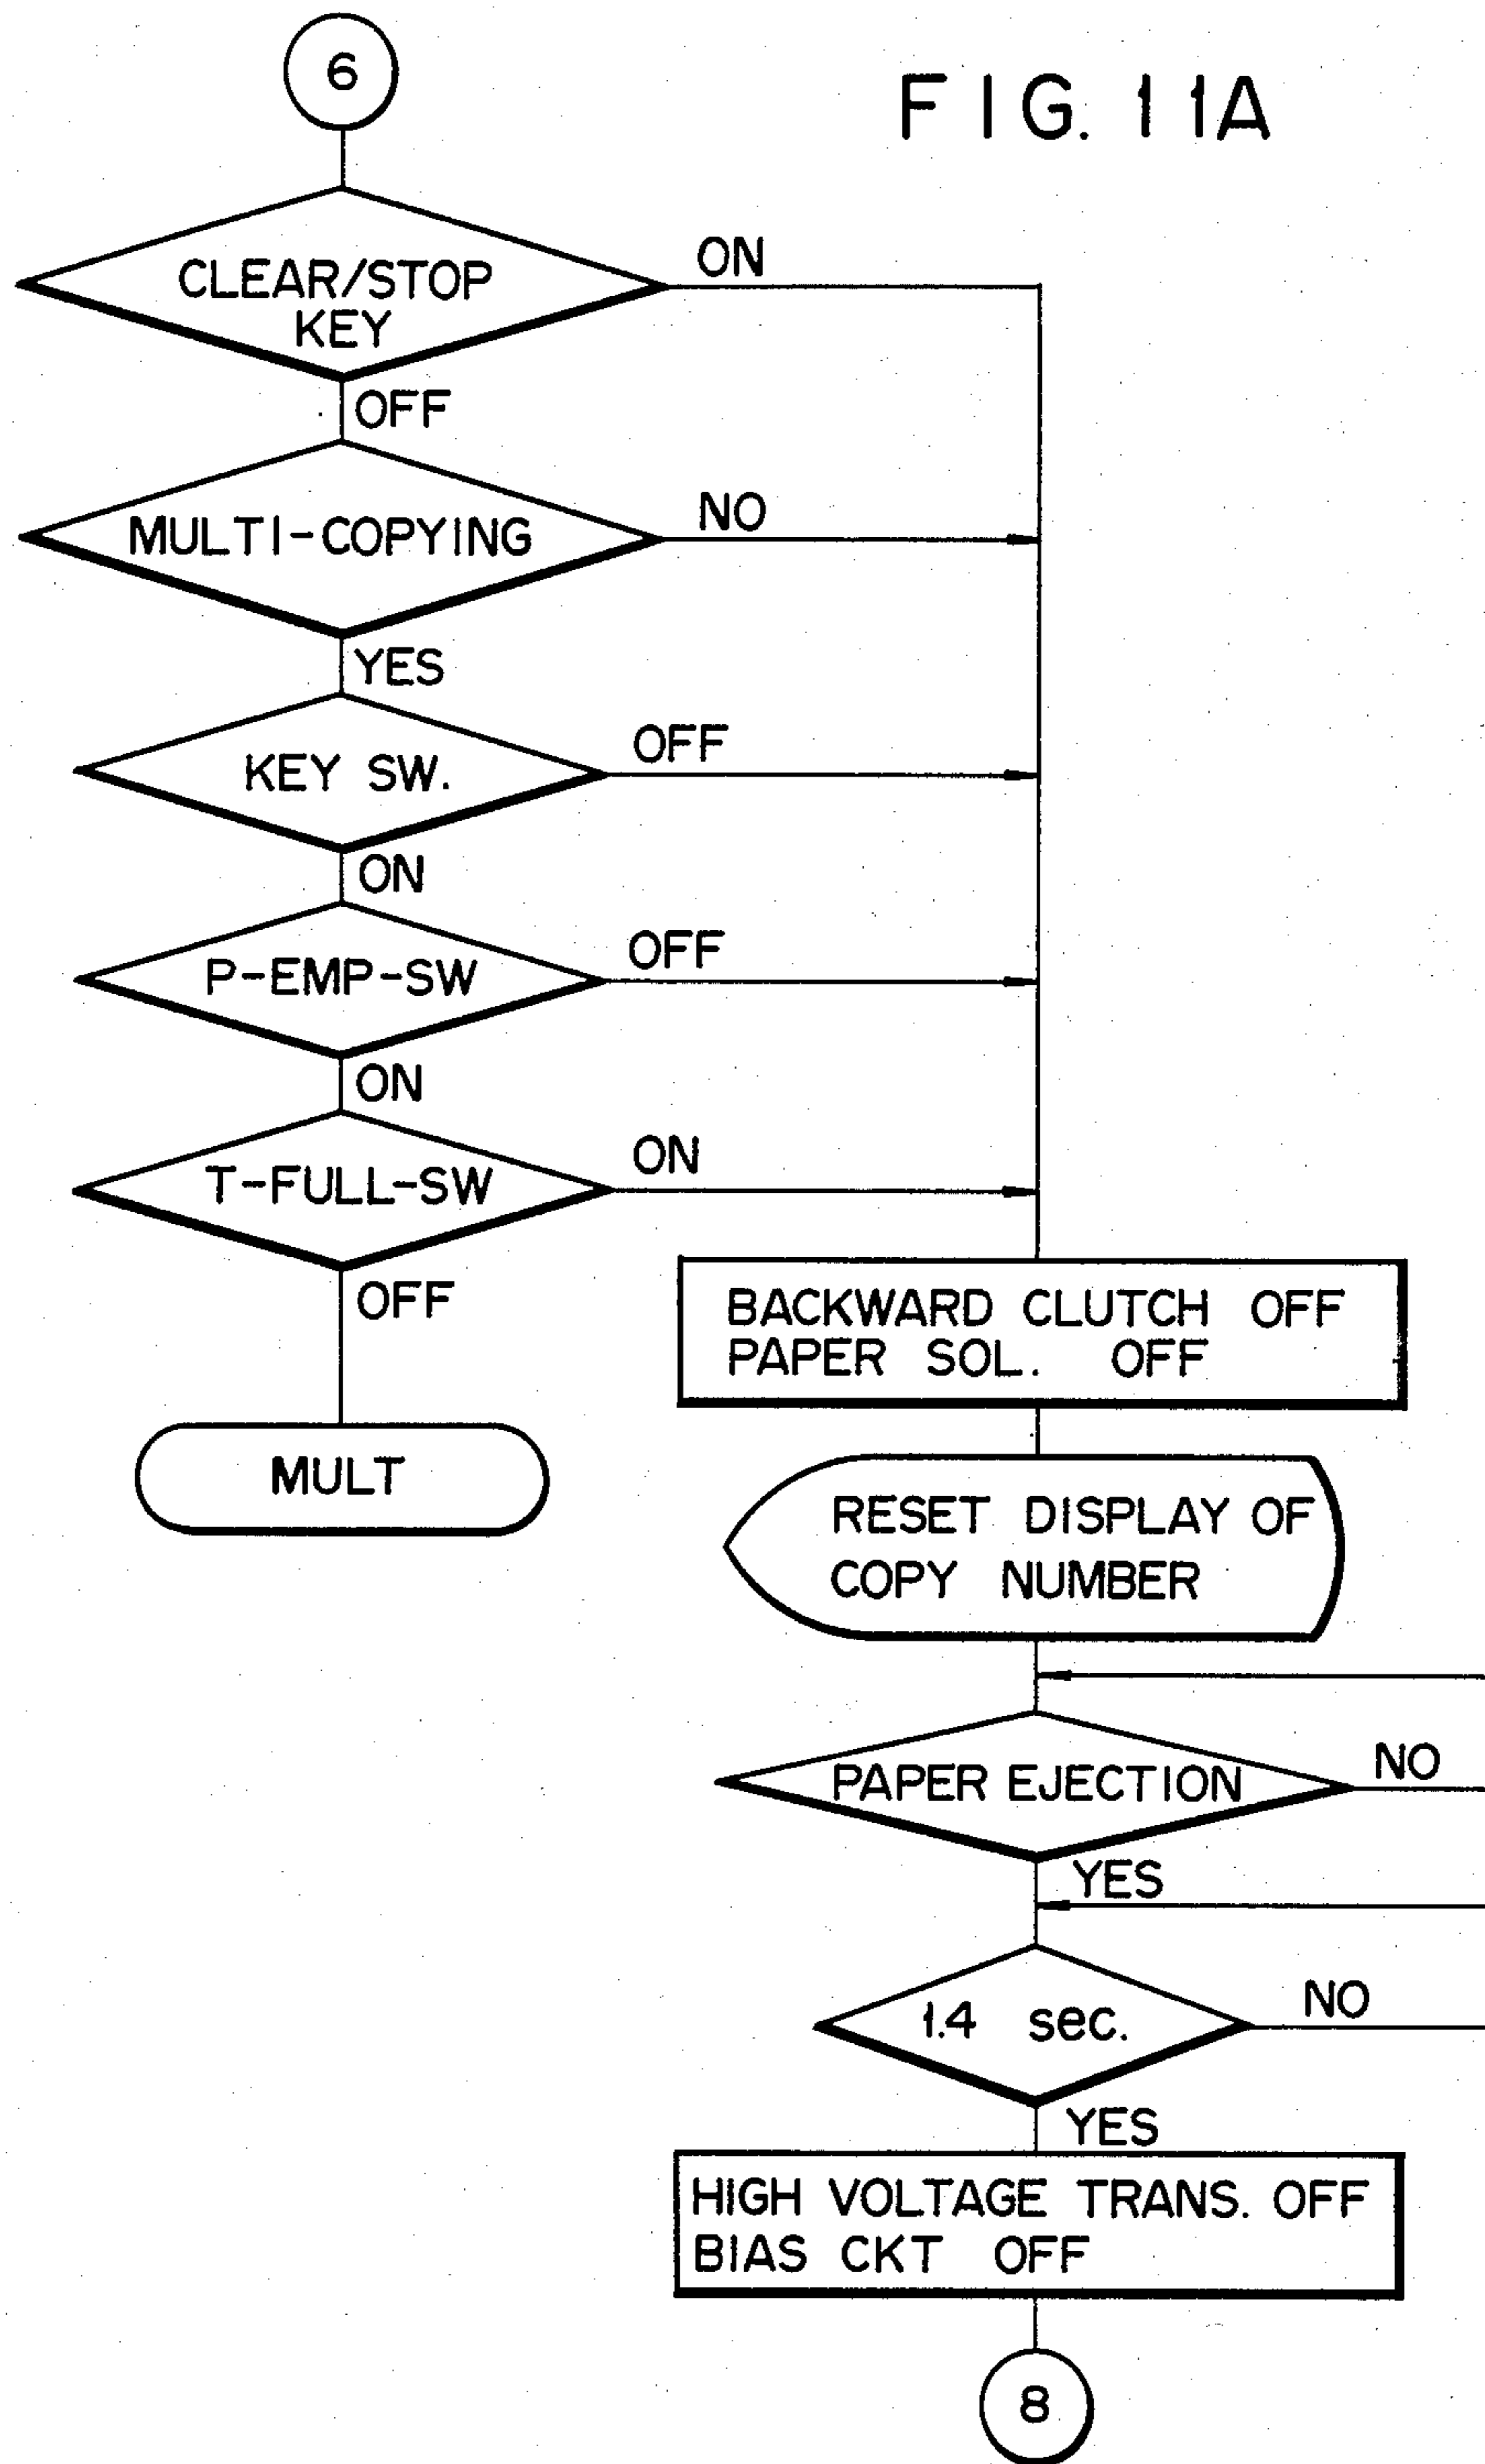 6
FIG. 11A
CLEAR/STOP
KEY
ON
OFF
MULTI-COPYING
NO
YES
KEY SW.
OFF
ON
P-EMP-SW
OFF
ON
T-FULL-SW
ON
OFF
MULT
BACKWARD CLUTCH OFF
PAPER SOL. OFF
RESET DISPLAY OF
COPY NUMBER
PAPER EJECTION
NO
YES
1.4 sec.
NO
YES
HIGH VOLTAGE TRANS. OFF
BIAS CKT OFF
8